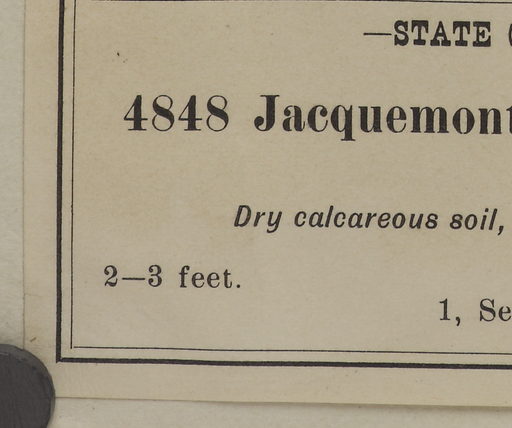 —STATE
4848 Jacquemont
Dry calcareous soil,
2—3 feet.
1, Se